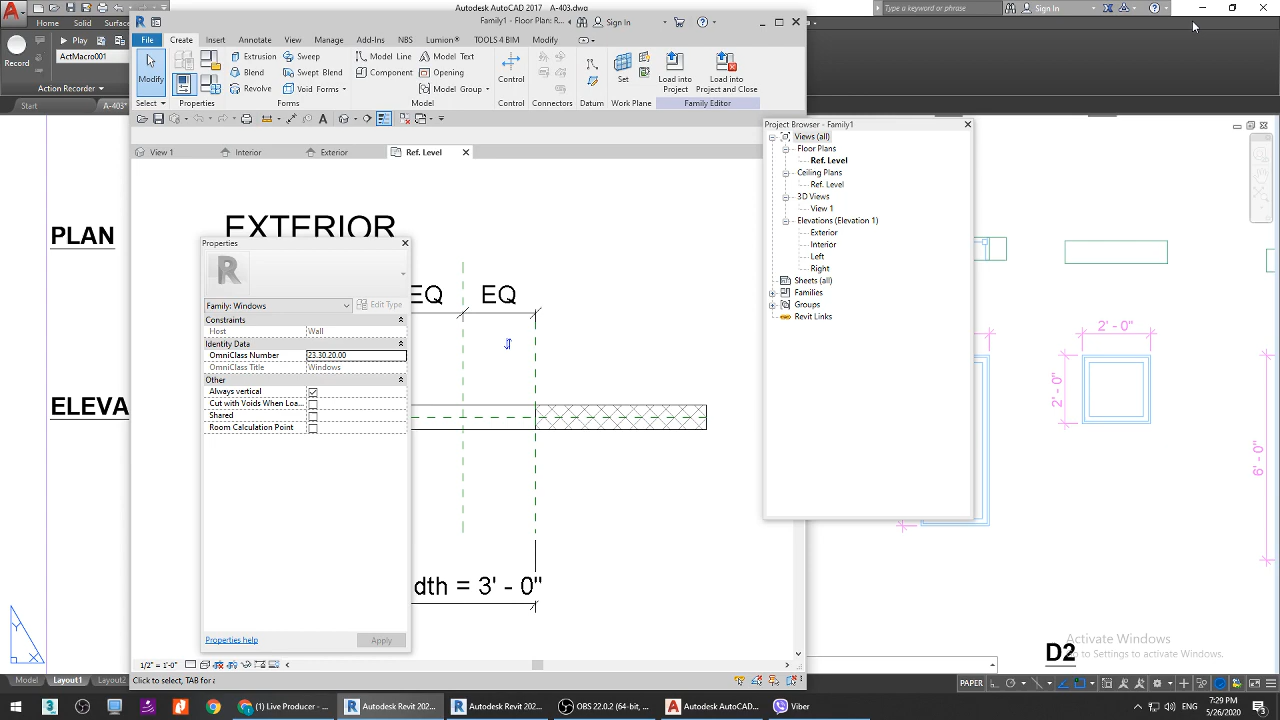 Autodesk AutoCAD A-403.dwg
Type a keyword or phrase
Sign In
Family1 - Floor Plan: R...
Sign In
Home
Inse
Surface
Record
Play
ActMacro001
Action Recorder
Start
A-403*
File
Create
Insert
Annotate
View
Manage
Add-Ins
NBS
Lumion®
TOOLS 4 BIM
Modify
Modify
Select
Properties
Extrusion
Blend
Revolve
Sweep
Swept Blend
Void Forms
Forms
Model Line
Component
Model Text
Opening
Model Group
Model
Control
Control
Connectors
Datum
Set
Work Plane
Load into
Project
Load into
Project and Close
Family Editor
View 1
Interior
Exterior
Ref. Level
Project Browser - Family1
Views (all)
Floor Plans
Ref. Level
Ceiling Plans
Ref. Level
3D Views
View 1
Elevations (Elevation 1)
Exterior
Interior
Left
Right
Sheets (all)
Families
Groups
Revit Links
PLAN
EXTERIOR
Properties
R
Family: Windows
Edit Type
Constraints
Host
Wall
Identity Data
OmniClass Number
23.30.20.00
OmniClass Title
Windows
Other
Always vertical
Cut with Voids When Loa...
Shared
Room Calculation Point
Properties help
Apply
EQ
EQ
ELEVA
dth = 3' - 0"
2' - 0"
2' - 0"
6' - 0"
D2
Activate Windows
e to Settings to activate Windows.
Y
X
1/2" = 1'-0"
Model
Layout1
Layout2
Click to select, TAB for a
PAPER
(1) Live Producer - ...
Autodesk Revit 202...
Autodesk Revit 202...
OBS 22.0.2 (64-bit, ...
Autodesk AutoCAD...
Viber
ENG
7:29 PM
5/26/2020